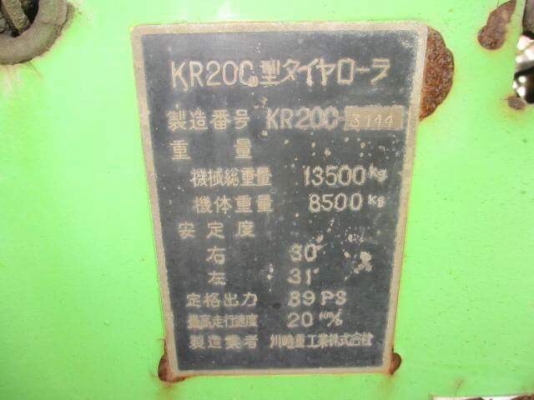 KR20C型タイヤローラ
製造番号 KR20C-3144
重量
機械総重量 13500kg
機体重量 8500kg
安定度
右 30°
左 31°
定格出力 89PS
最高走行速度 20km/h
製造業者 川崎重工業株式会社